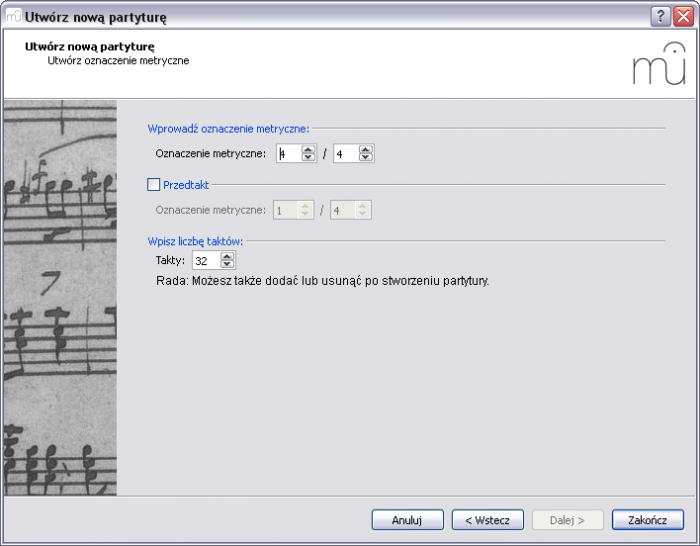 Utwórz nową partyturę
Utwórz nową partyturę
Utwórz oznaczenie metryczne
mu
Wprowadź oznaczenie metryczne:
Oznaczenie metryczne: 4 / 4
Przedtakt
Oznaczenie metryczne: 1 / 4
Wpisz liczbę taktów:
Takty: 32
Rada: Możesz także dodać lub usunąć po stworzeniu partytury.
7
Anuluj < Wstecz Dalej > Zakończ